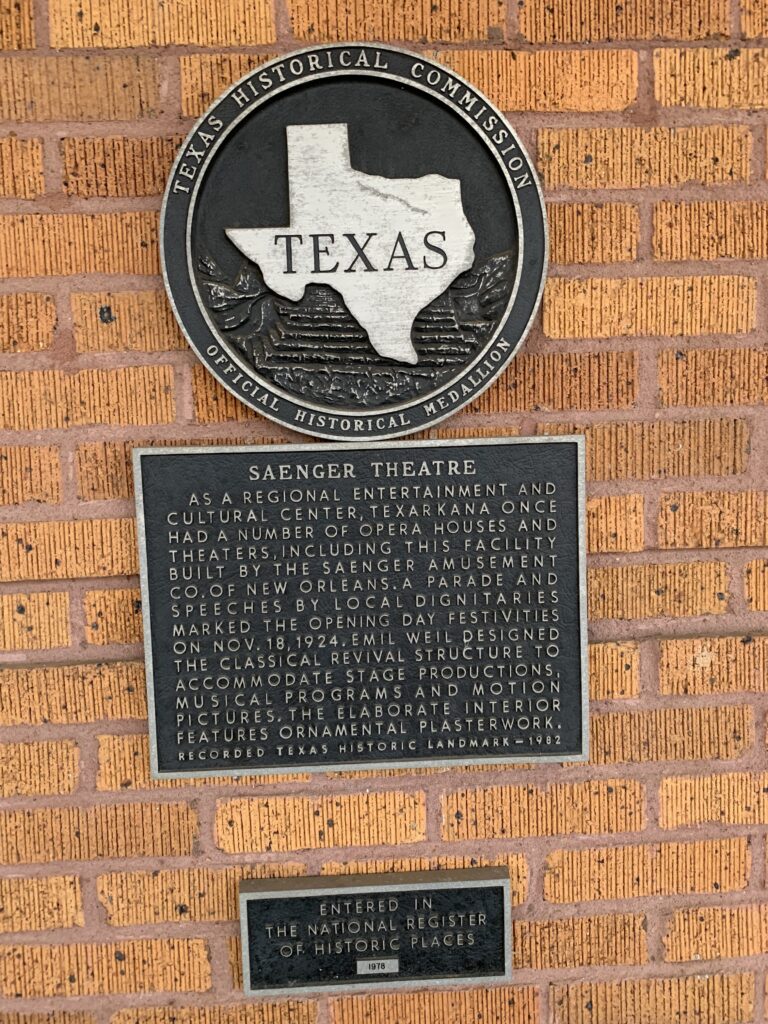 TEXAS HISTORICAL COMMISSION
TEXAS
OFFICIAL HISTORICAL MEDALLION
SAENGER THEATRE
AS A REGIONAL ENTERTAINMENT AND
CULTURAL CENTER, TEXARKANA ONCE
HAD A NUMBER OF OPERA HOUSES AND
THEATERS, INCLUDING THIS FACILITY
BUILT BY THE SAENGER AMUSEMENT
CO. OF NEW ORLEANS. A PARADE AND
SPEECHES BY LOCAL DIGNITARIES
MARKED THE OPENING DAY FESTIVITIES
ON NOV. 18, 1924. EMIL WEIL DESIGNED
THE CLASSICAL REVIVAL STRUCTURE TO
ACCOMMODATE STAGE PRODUCTIONS,
MUSICAL PROGRAMS AND MOTION
PICTURES. THE ELABORATE INTERIOR
FEATURES ORNAMENTAL PLASTERWORK.
RECORDED TEXAS HISTORIC LANDMARK – 1982
ENTERED IN
THE NATIONAL REGISTER
OF HISTORIC PLACES
1978